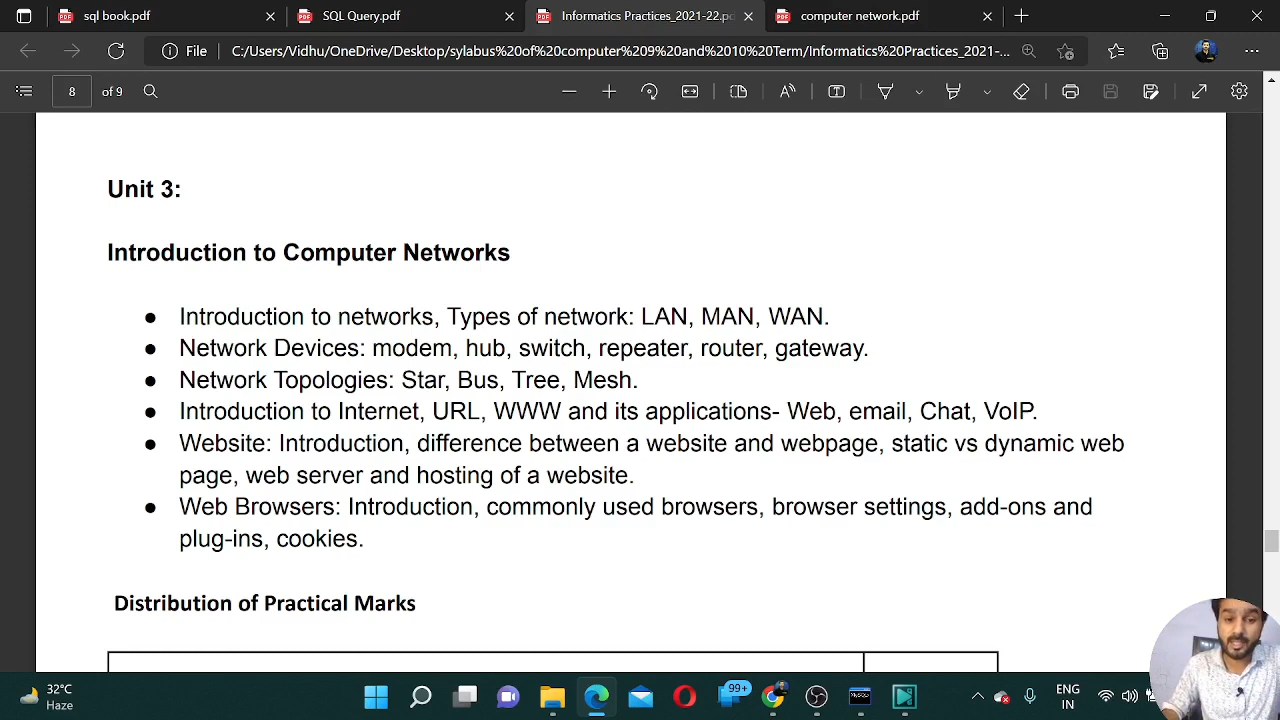 sql book.pdf
SQL Query.pdf
Informatics Practices_2021-22.pd
computer network.pdf
File
C:/Users/Vidhu/OneDrive/Desktop/sylabus%20of%20computer%209%20and%2010%20Term/Informatics%20Practices_2021-...
8
of 9
Unit 3:
Introduction to Computer Networks
● Introduction to networks, Types of network: LAN, MAN, WAN.
● Network Devices: modem, hub, switch, repeater, router, gateway.
● Network Topologies: Star, Bus, Tree, Mesh.
● Introduction to Internet, URL, WWW and its applications- Web, email, Chat, VoIP.
● Website: Introduction, difference between a website and webpage, static vs dynamic web
page, web server and hosting of a website.
● Web Browsers: Introduction, commonly used browsers, browser settings, add-ons and
plug-ins, cookies.
Distribution of Practical Marks
32°C
Haze
99+
ENG
IN